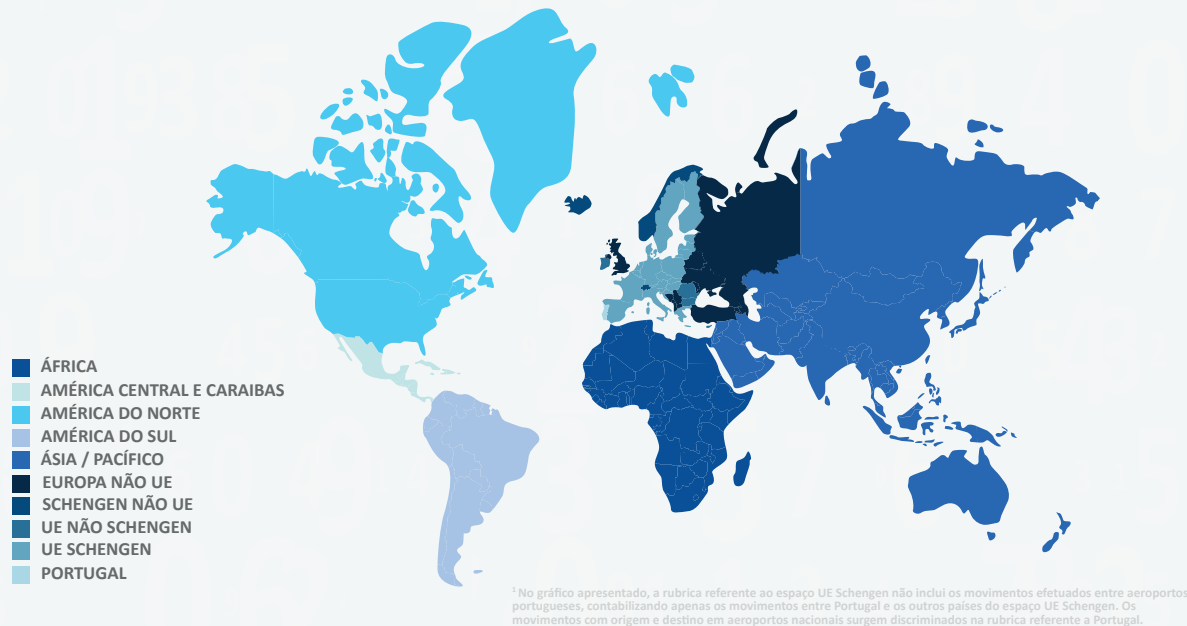 ÁFRICA
AMÉRICA CENTRAL E CARAIBAS
AMÉRICA DO NORTE
AMÉRICA DO SUL
ÁSIA / PACÍFICO
EUROPA NÃO UE
SCHENGEN NÃO UE
UE NÃO SCHENGEN
UE SCHENGEN
PORTUGAL
¹ No gráfico apresentado, a rubrica referente ao espaço UE Schengen não inclui os movimentos efetuados entre aeroportos
portugueses, contabilizando apenas os movimentos entre Portugal e os outros países do espaço UE Schengen. Os
movimentos com origem e destino em aeroportos nacionais surgem discriminados na rubrica referente a Portugal.